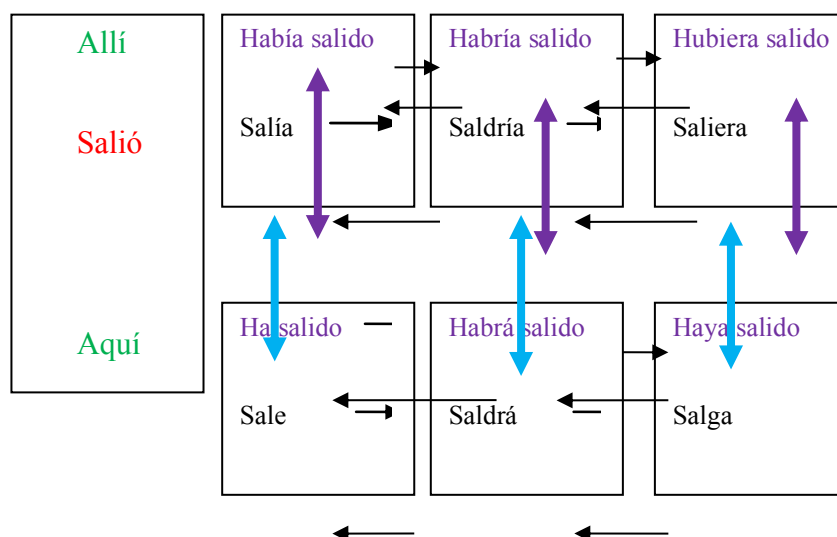 Allí
Salió
Aquí
Había salido
Salía
Habría salido
Saldría
Hubiera salido
Saliera
Ha salido
Sale
Habrá salido
Saldrá
Haya salido
Salga